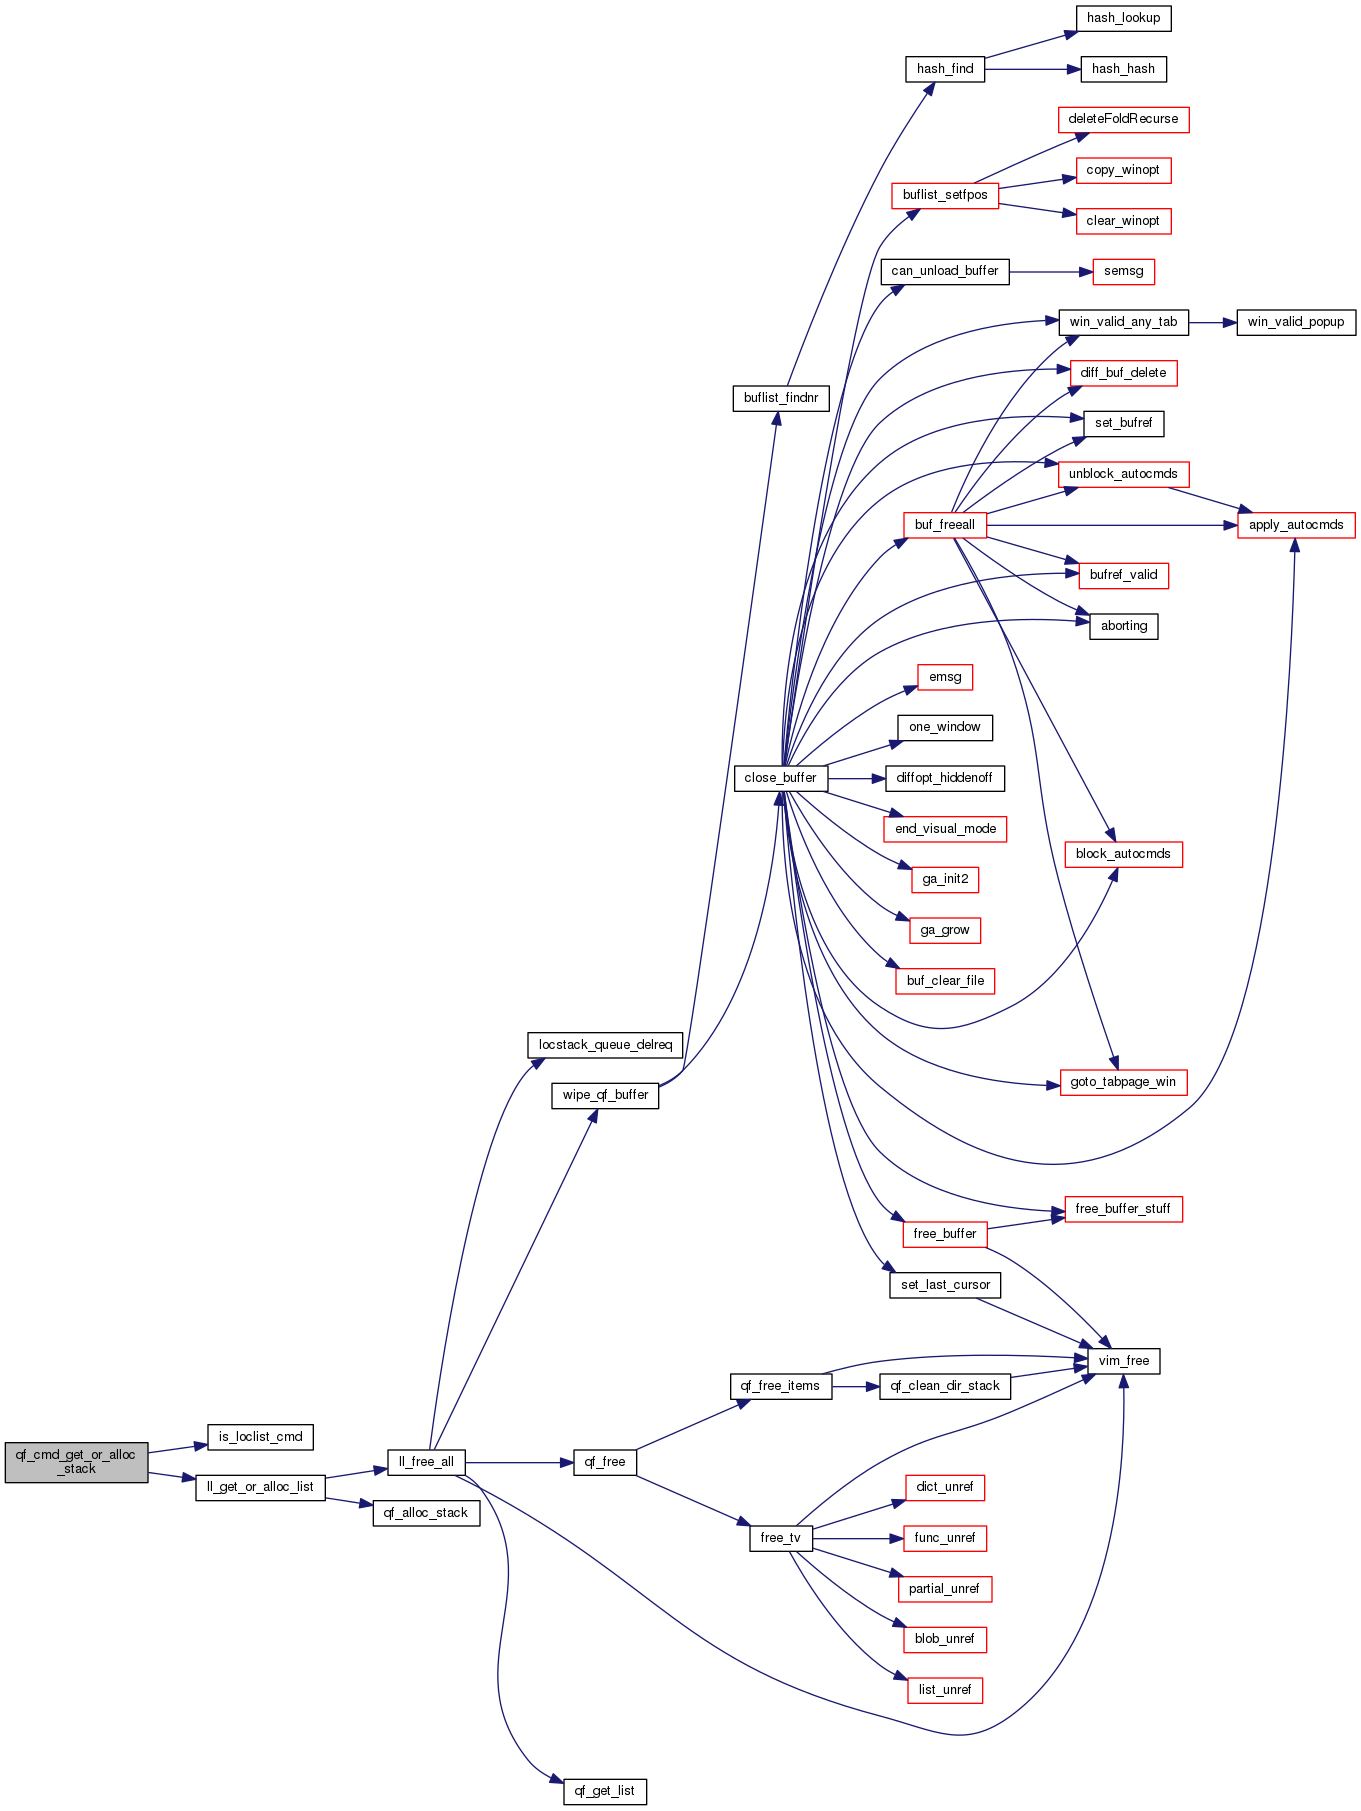 hash_lookup
hash_find
hash_hash
deleteFoldRecurse
copy_winopt
buflist_setfpos
clear_winopt
can_unload_buffer
semsg
win_valid_any_tab
win_valid_popup
diff_buf_delete
buflist_findnr
set_bufref
unblock_autocmds
buf_freeall
apply_autocmds
bufref_valid
aborting
emsg
one_window
close_buffer
diffopt_hiddenoff
end_visual_mode
block_autocmds
ga_init2
ga_grow
buf_clear_file
locstack_queue_delreq
goto_tabpage_win
wipe_qf_buffer
free_buffer_stuff
free_buffer
set_last_cursor
vim_free
qf_free_items
qf_clean_dir_stack
is_loclist_cmd
qf_cmd_get_or_alloc
_stack
ll_free_all
qf_free
ll_get_or_alloc_list
dict_unref
qf_alloc_stack
free_tv
func_unref
partial_unref
blob_unref
list_unref
qf_get_list